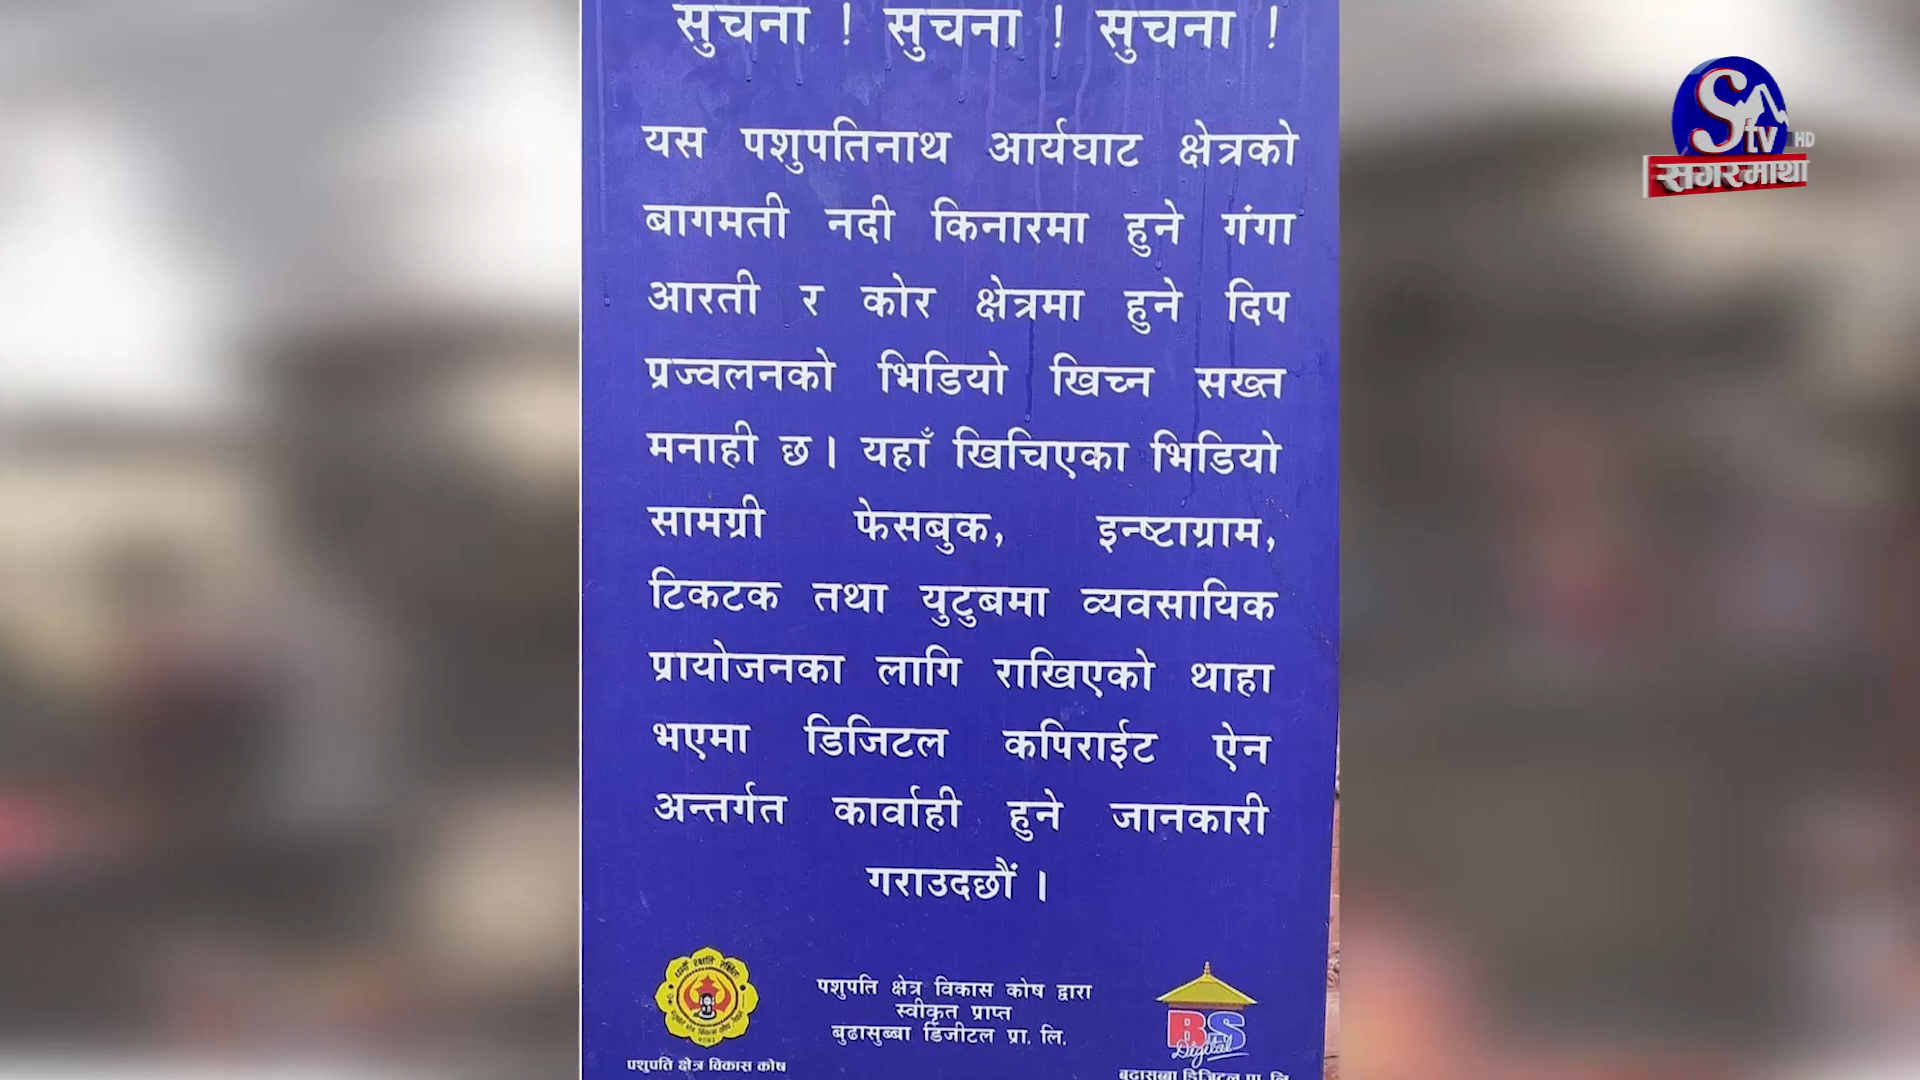 सुचना ! सुचना ! सुचना !
यस पशुपतिनाथ आर्यघाट क्षेत्रको
बागमती नदी किनारमा हुने गंगा
आरती र कोर क्षेत्रमा हुने दिप
प्रज्वलनको भिडियो खिच्न सख्त
मनाही छ। यहाँ खिचिएका भिडियो
सामग्री फेसबुक, इन्ष्टाग्राम,
टिकटक तथा युटुबमा व्यवसायिक
प्रायोजनका लागि राखिएको थाहा
भएमा डिजिटल कपिराईट ऐन
अन्तर्गत कार्वाही हुने जानकारी
गराउदछौं ।
पशुपति क्षेत्र विकास कोष द्वारा
स्वीकृत प्राप्त
बुढासुब्बा डिजीटल प्रा. लि.
पशुपति क्षेत्र विकास कोष
BS
Digital
बुढासुब्बा डिजिटल प्रा. लि.
S tv HD
सगरमाथा